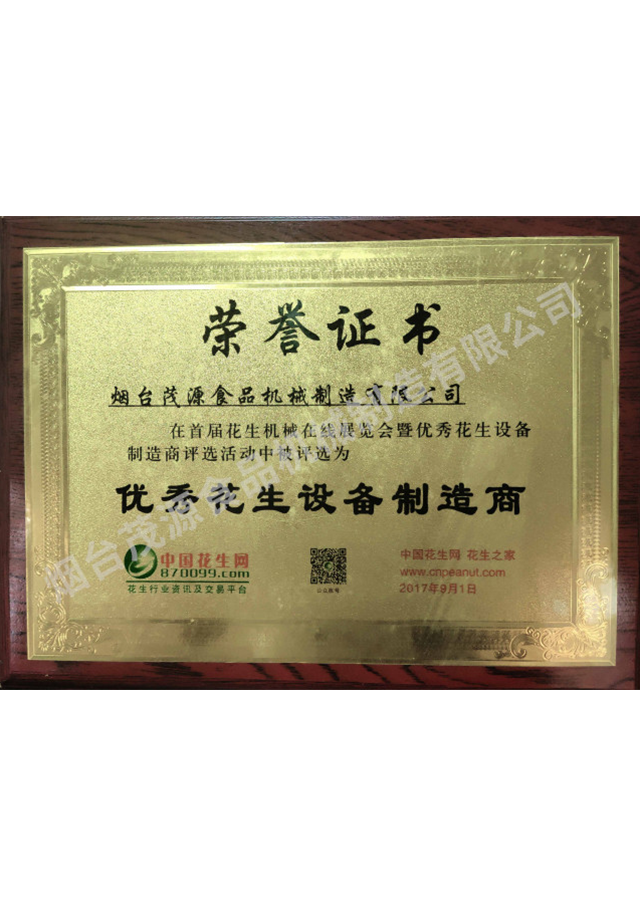 荣誉证书
烟台茂源食品机械制造有限公司
在首届花生机械在线展览会暨优秀花生设备
制造商评选活动中被评选为
优秀花生设备制造商
中国花生网
870099.com
花生行业资讯及交易平台
公众账号
中国花生网 花生之家
www.cnpeanut.com
2017年9月1日
烟台茂源食品机械制造有限公司